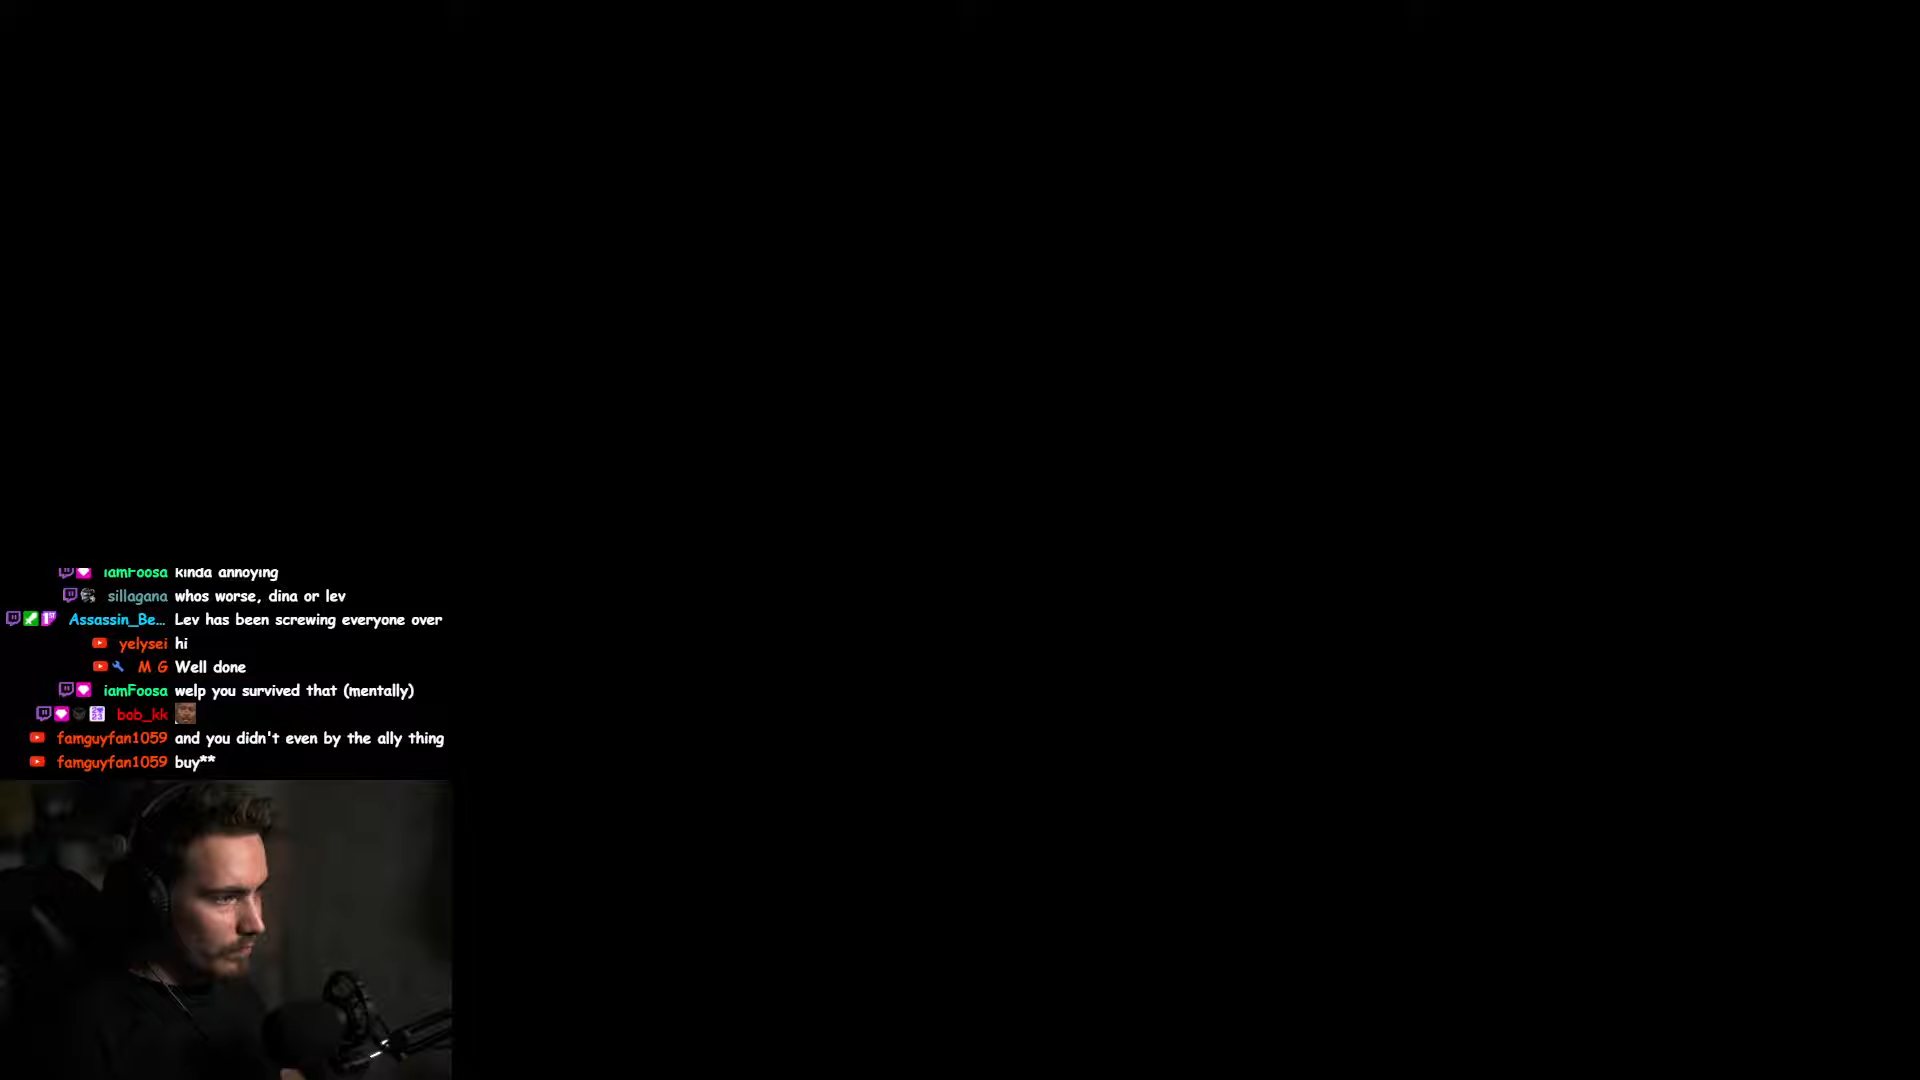 iamFoosa kinda annoying
sillagana whos worse, dina or lev
Assassin_Be... Lev has been screwing everyone over
yelysei hi
M G Well done
iamFoosa welp you survived that (mentally)
bob_kk
famguyfan1059 and you didn't even by the ally thing
famguyfan1059 buy**